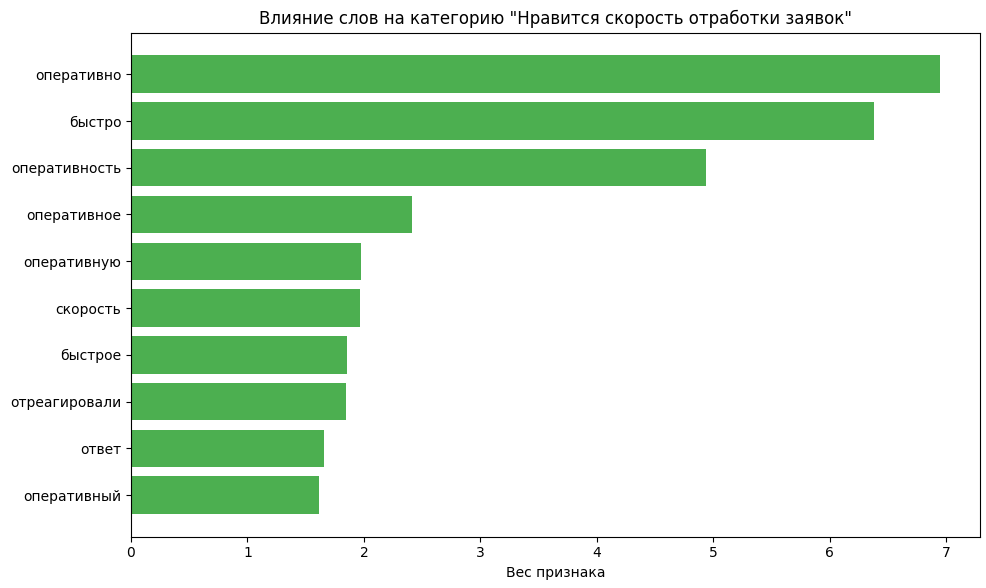 Влияние слов на категорию "Нравится скорость отработки заявок"
оперативно
быстро
оперативность
оперативное
оперативную
скорость
быстрое
отреагировали
ответ
оперативный
0 1 2 3 4 5 6 7
Вес признака